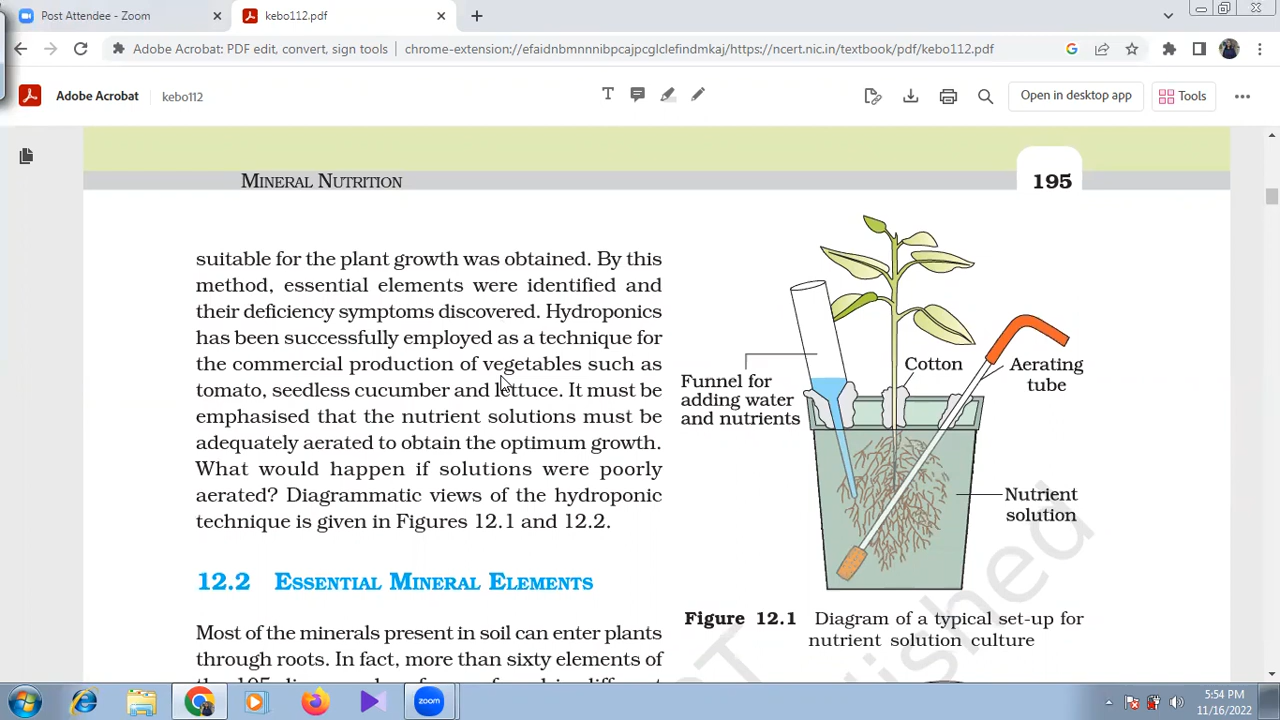 Post Attendee - Zoom
kebo112.pdf
Adobe Acrobat: PDF edit, convert, sign tools
chrome-extension://efaidnbmnnnibpcajpcglclefindmkaj/https://ncert.nic.in/textbook/pdf/kebo112.pdf
Adobe Acrobat
kebo112
Open in desktop app
Tools
MINERAL NUTRITION
195
suitable for the plant growth was obtained. By this
method, essential elements were identified and
their deficiency symptoms discovered. Hydroponics
has been successfully employed as a technique for
the commercial production of vegetables such as
tomato, seedless cucumber and lettuce. It must be
emphasised that the nutrient solutions must be
adequately aerated to obtain the optimum growth.
What would happen if solutions were poorly
aerated? Diagrammatic views of the hydroponic
technique is given in Figures 12.1 and 12.2.
12.2 ESSENTIAL MINERAL ELEMENTS
Most of the minerals present in soil can enter plants
through roots. In fact, more than sixty elements of
Funnel for
adding water
and nutrients
Cotton
Aerating
tube
Nutrient
solution
Figure 12.1 Diagram of a typical set-up for
nutrient solution culture
zoom
5:54 PM
11/16/2022